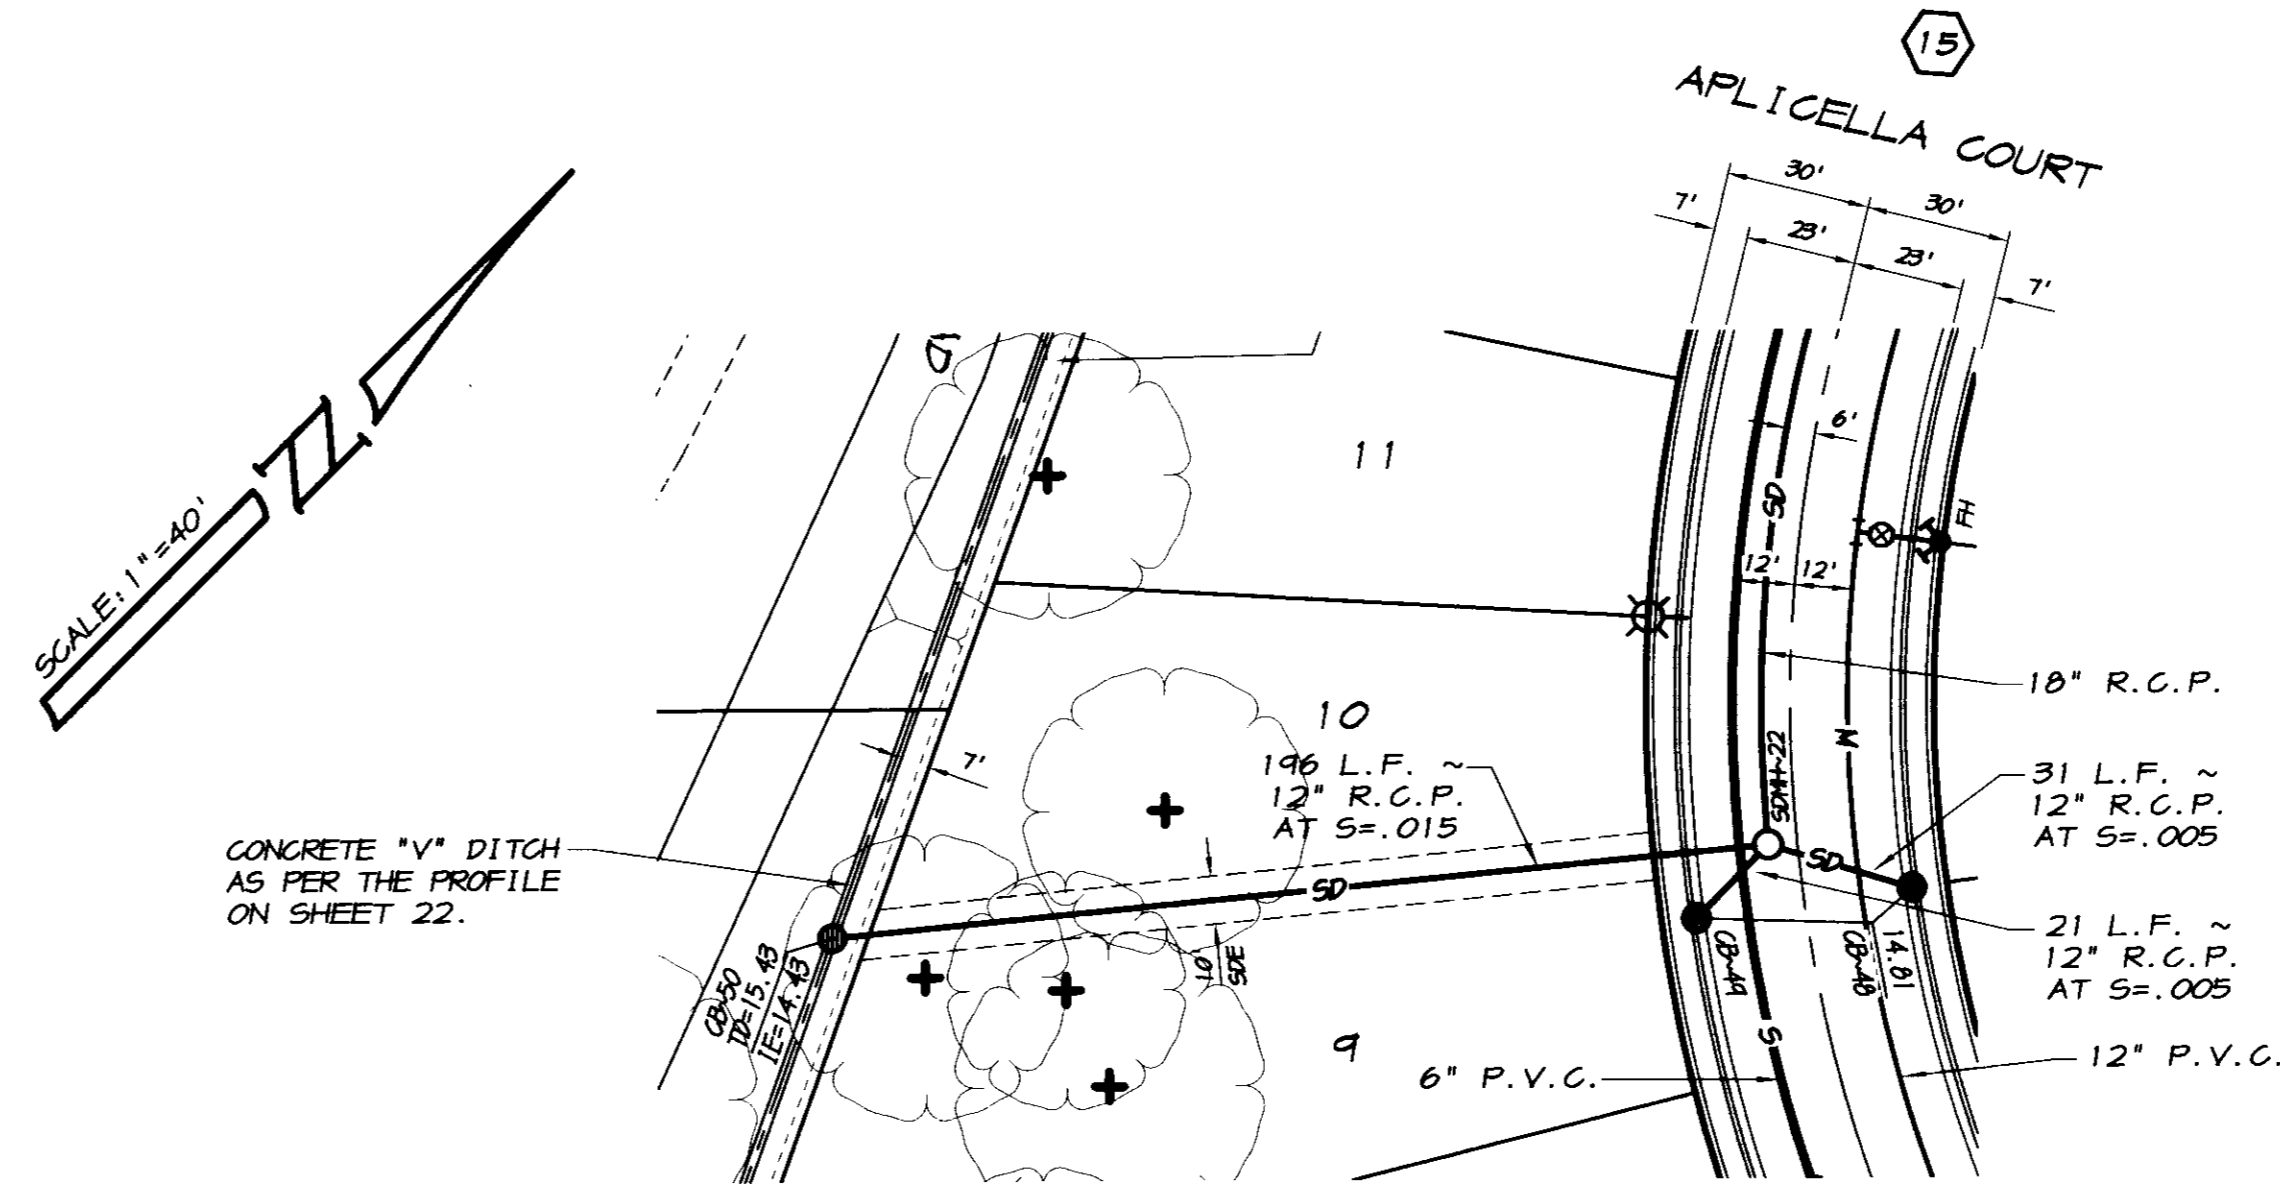 15
APLICELLA COURT
30'
30'
7'
23'
23'
7'
SCALE: 1"=40'
N
11
6'
SD
FH
12'
12'
18" R.C.P.
10
7'
196 L.F. ~
12" R.C.P.
AT S=.015
SDMH-22
31 L.F. ~
12" R.C.P.
AT S=.005
CONCRETE "V" DITCH
AS PER THE PROFILE
ON SHEET 22.
SD
SD
CB-50
TD=15.43
IE=14.43
10'
SDE
CB-49
CB-48
14.81
21 L.F. ~
12" R.C.P.
AT S=.005
9
S
6" P.V.C.
12" P.V.C.